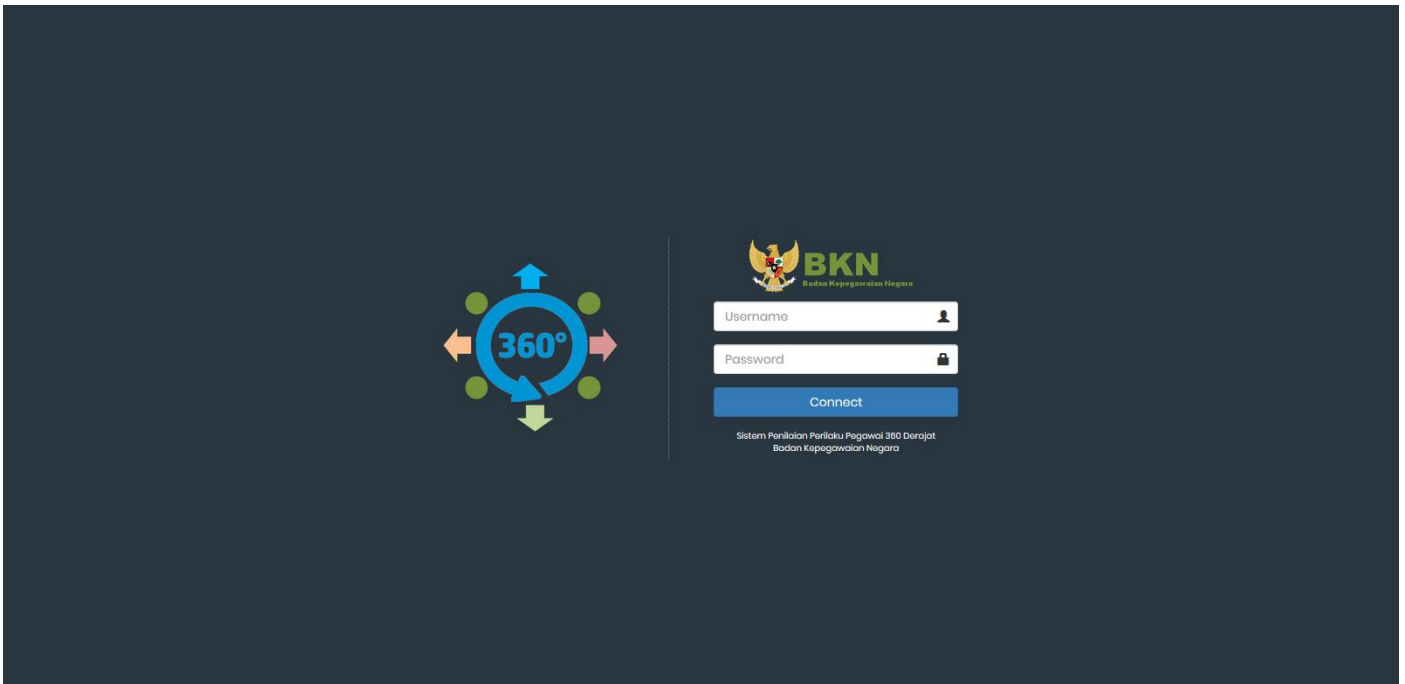 360°
BKN
Badan Kepegawaian Negara
Username
Password
Connect
Sistem Penilaian Perilaku Pegawai 360 Derajat
Badan Kepegawaian Negara